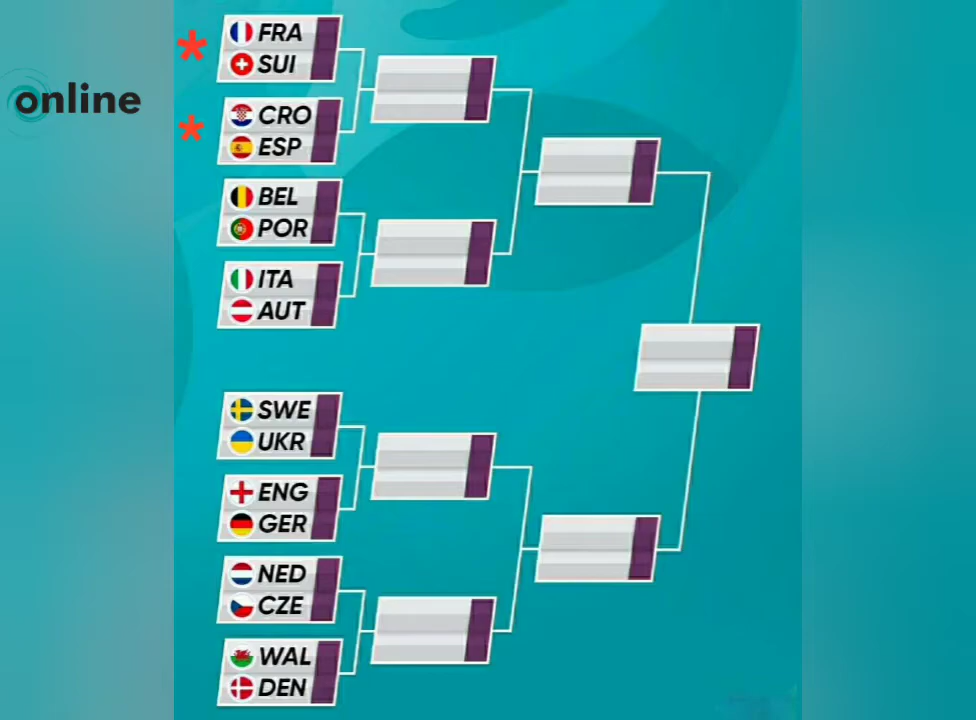 online
* FRA
SUI
* CRO
ESP
BEL
POR
ITA
AUT
SWE
UKR
ENG
GER
NED
CZE
WAL
DEN